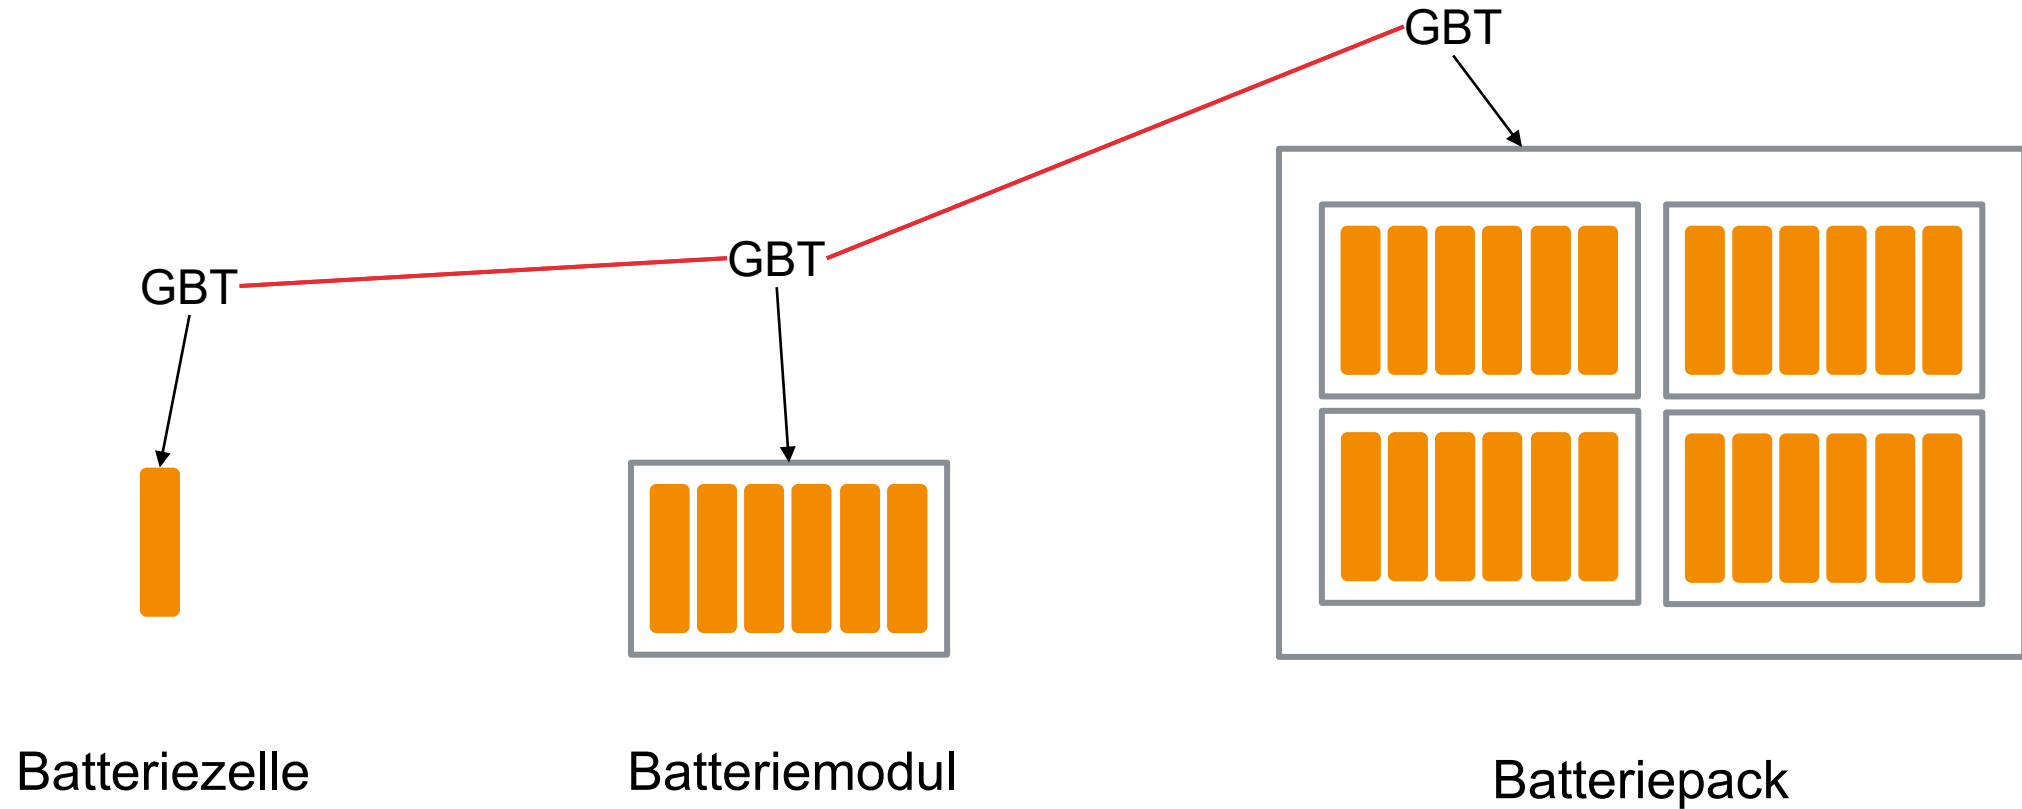 GBT
GBT
GBT
Batteriezelle
Batteriemodul
Batteriepack